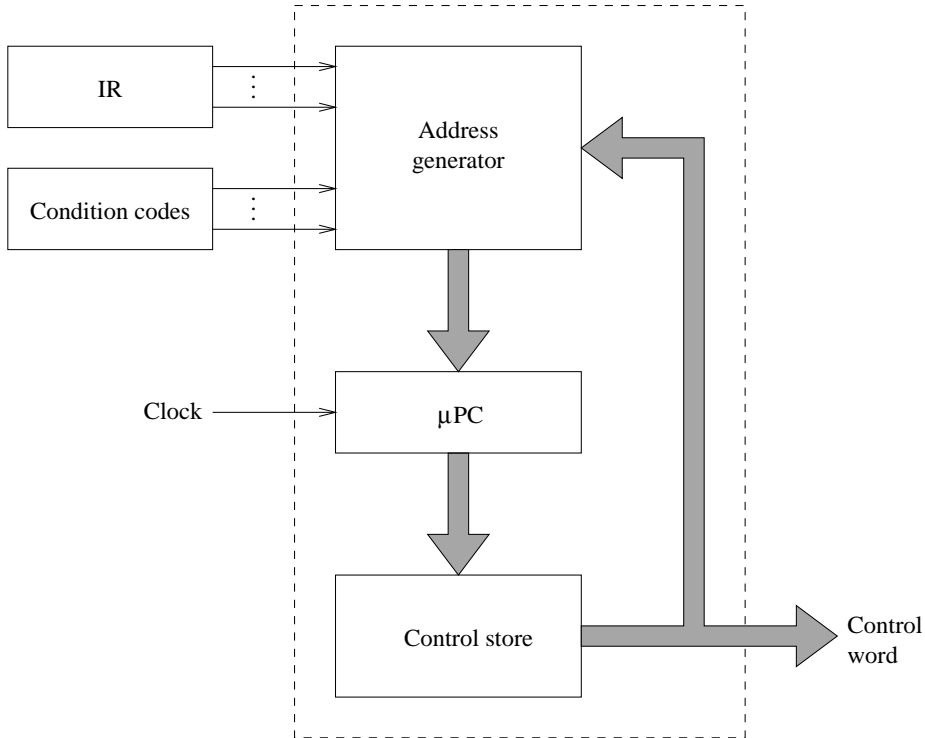 IR
Address
generator
Condition codes
Clock
µPC
Control store
Control
word